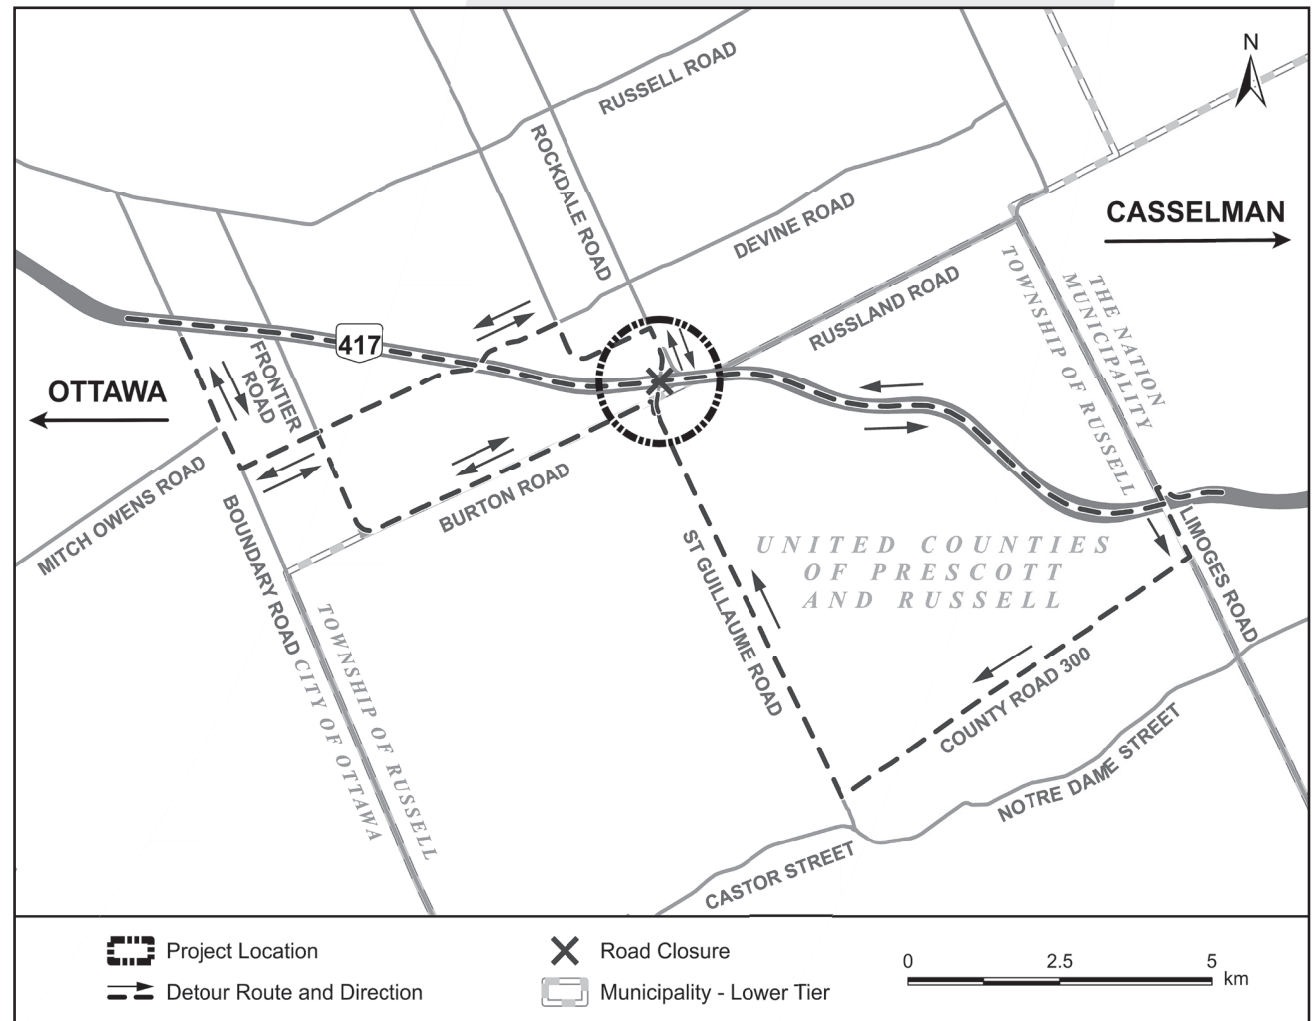 N
RUSSELL ROAD
ROCKDALE ROAD
DEVINE ROAD
CASSELMAN
RUSSLAND ROAD
TOWNSHIP OF RUSSELL
THE NATION
MUNICIPALITY
417
OTTAWA
FRONTIER
ROAD
MITCH OWENS ROAD
BURTON ROAD
BOUNDARY ROAD
ST GUILLAUME ROAD
UNITED COUNTIES
OF PRESCOTT
AND RUSSELL
LIMOGES ROAD
TOWNSHIP OF RUSSELL
CITY OF OTTAWA
COUNTY ROAD 300
NOTRE DAME STREET
CASTOR STREET
Project Location
Road Closure
0 2.5 5
km
Detour Route and Direction
Municipality - Lower Tier